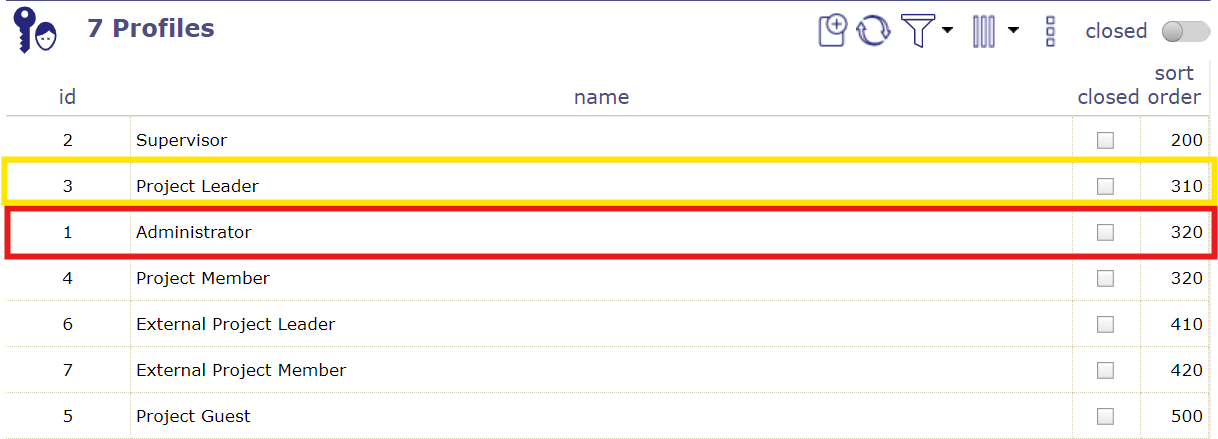 7 Profiles
closed
id name closed sort order
2 Supervisor 200
3 Project Leader 310
1 Administrator 320
4 Project Member 320
6 External Project Leader 410
7 External Project Member 420
5 Project Guest 500